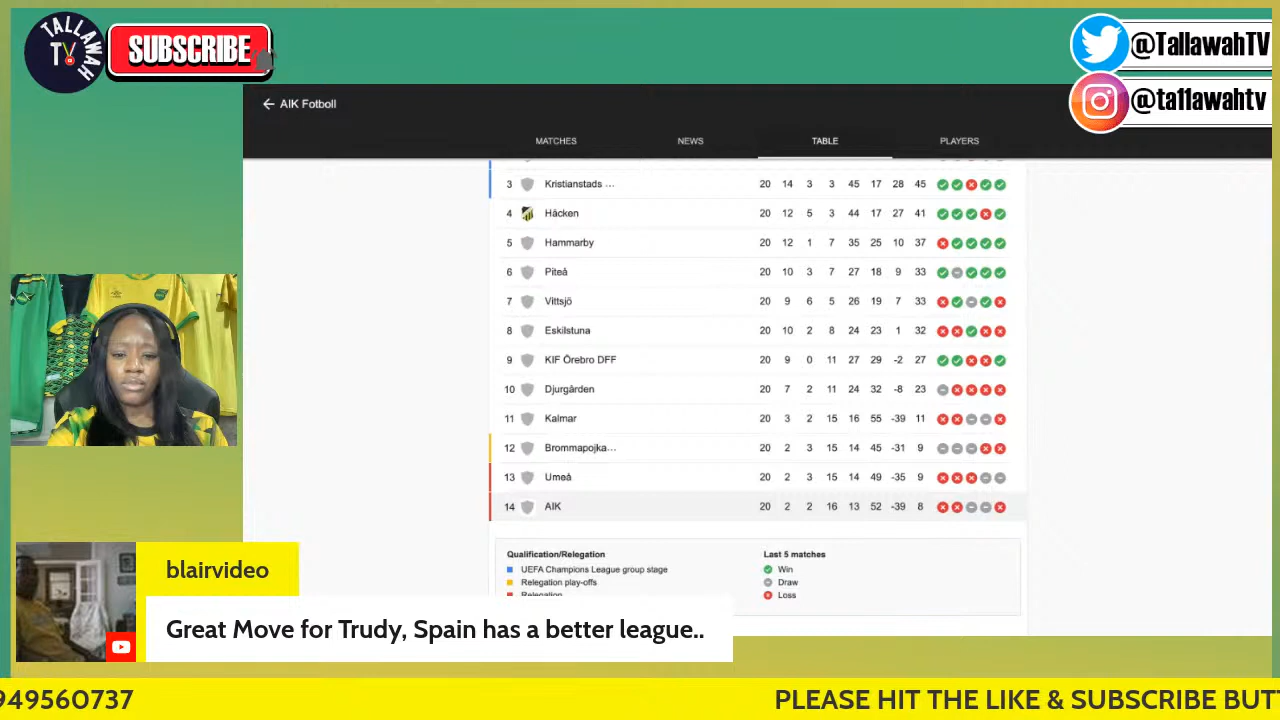 TALLAWAH
TV
SUBSCRIBE
@TallawahTV
@ta11awahtv
AIK Fotboll
MATCHES NEWS TABLE PLAYERS
3 Kristianstads ... 20 14 3 3 45 17 28 45
4 Häcken 20 12 5 3 44 17 27 41
5 Hammarby 20 12 1 7 35 25 10 37
6 Piteå 20 10 3 7 27 18 9 33
7 Vittsjö 20 9 6 5 26 19 7 33
8 Eskilstuna 20 10 2 8 24 23 1 32
9 KIF Örebro DFF 20 9 0 11 27 29 -2 27
10 Djurgården 20 7 2 11 24 32 -8 23
11 Kalmar 20 3 2 15 16 55 -39 11
12 Brommapojka... 20 2 3 15 14 45 -31 9
13 Umeå 20 2 3 15 14 49 -35 9
14 AIK 20 2 2 16 13 52 -39 8
Qualification/Relegation
UEFA Champions League group stage
Relegation play-offs
Relegation
Last 5 matches
Win
Draw
Loss
blairvideo
Great Move for Trudy, Spain has a better league..
949560737 PLEASE HIT THE LIKE & SUBSCRIBE BUTT